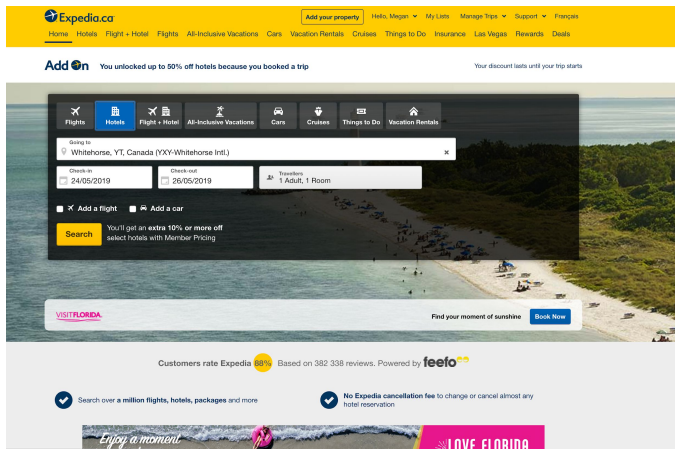 Expedia.ca
Add your property Hello, Megan My Lists Manage Trips Support Français
Home Hotels Flight + Hotel Flights All-Inclusive Vacations Cars Vacation Rentals Cruises Things to Do Insurance Las Vegas Rewards Deals
Add On You unlocked up to 50% off hotels because you booked a trip Your discount lasts until your trip starts
Flights Hotels Flight + Hotel All-Inclusive Vacations Cars Cruises Things to Do Vacation Rentals
Going to
Whitehorse, YT, Canada (YXY-Whitehorse Intl.)
Check-in Check-out Travellers
24/05/2019 26/05/2019 1 Adult, 1 Room
Add a flight Add a car
Search
You'll get an extra 10% or more off
select hotels with Member Pricing
VISITFLORIDA. Find your moment of sunshine Book Now
Customers rate Expedia 88% Based on 382 338 reviews. Powered by feefo
Search over a million flights, hotels, packages and more
No Expedia cancellation fee to change or cancel almost any
hotel reservation
Enjoy a moment
LOVE FLORIDA